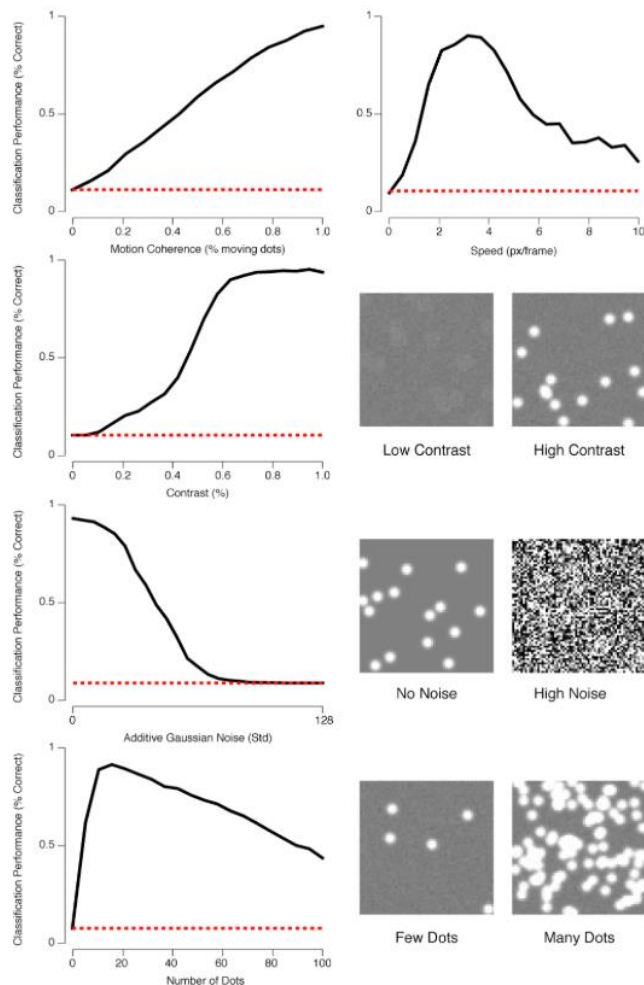 Classification Performance (% Correct)
1
0.5
0
0
0.2
0.4
0.6
0.8
1.0
Motion Coherence (% moving dots)
1
0.5
0
0
2
4
6
8
10
Speed (px/frame)
Classification Performance (% Correct)
1
0.5
0
0
0.2
0.4
0.6
0.8
1.0
Contrast (%)
Low Contrast
High Contrast
Classification Performance (% Correct)
1
0.5
0
0
128
Additive Gaussian Noise (Std)
No Noise
High Noise
Classification Performance (% Correct)
1
0.5
0
0
20
40
60
80
100
Number of Dots
Few Dots
Many Dots